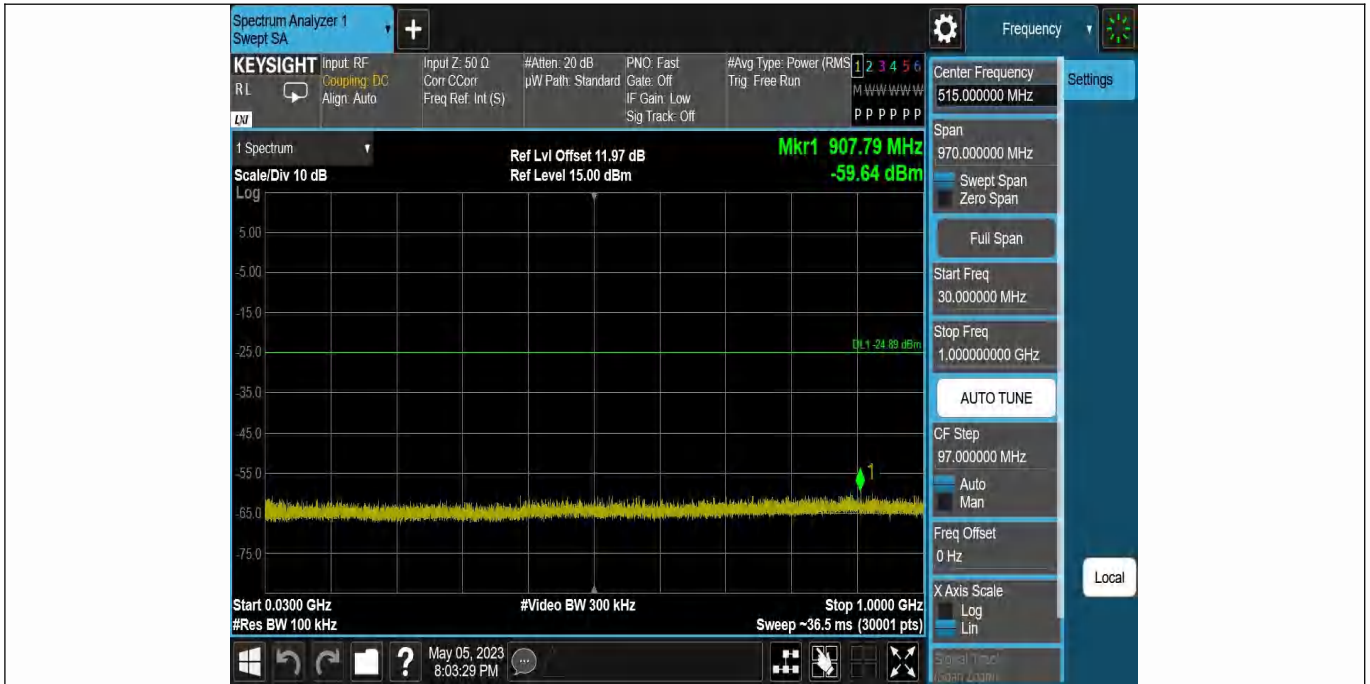 Spectrum Analyzer 1
Swept SA
+
Frequency
KEYSIGHT
RL
LXI
Input: RF
Coupling: DC
Align: Auto
Input Z: 50 Ω
Corr CCorr
Freq Ref: Int (S)
#Atten: 20 dB
µW Path: Standard
PNO: Fast
Gate: Off
IF Gain: Low
Sig Track: Off
#Avg Type: Power (RMS
Trig: Free Run
1 2 3 4 5 6
M W W W W W
P P P P P P
1 Spectrum
Scale/Div 10 dB
Ref Lvl Offset 11.97 dB
Ref Level 15.00 dBm
Mkr1 907.79 MHz
-59.64 dBm
Log
5.00
-5.00
-15.0
-25.0
DL1 -24.89 dBm
-35.0
-45.0
-55.0
1
-65.0
-75.0
Start 0.0300 GHz
#Res BW 100 kHz
#Video BW 300 kHz
Stop 1.0000 GHz
Sweep ~36.5 ms (30001 pts)
?
May 05, 2023
8:03:29 PM
Center Frequency
515.000000 MHz
Settings
Span
970.000000 MHz
Swept Span
Zero Span
Full Span
Start Freq
30.000000 MHz
Stop Freq
1.000000000 GHz
AUTO TUNE
CF Step
97.000000 MHz
Auto
Man
Freq Offset
0 Hz
X Axis Scale
Log
Lin
Local
Signal Track
(Span Zoom)